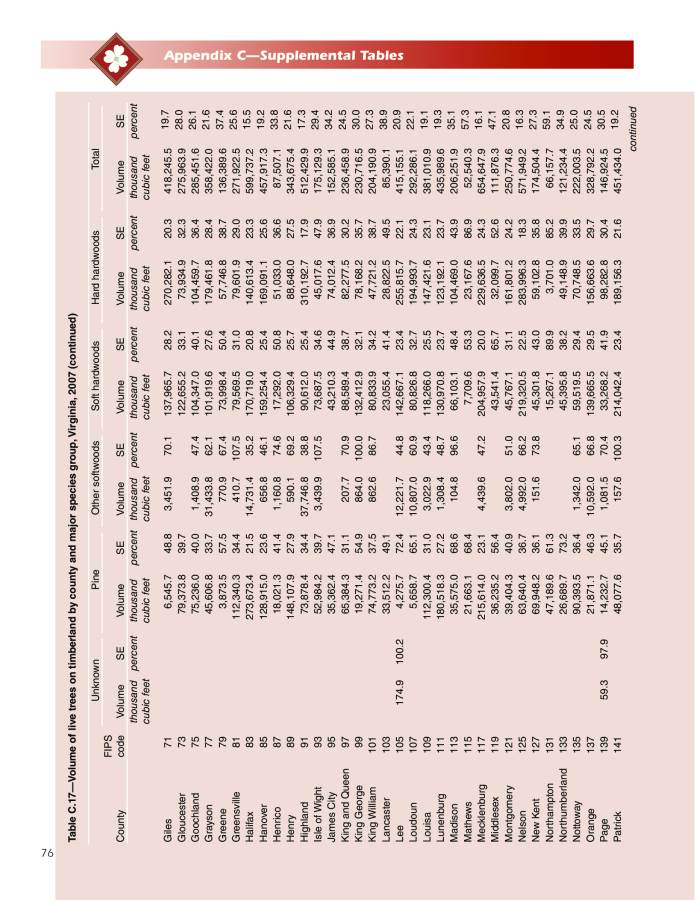 Appendix C—Supplemental Tables
Table C.17—Volume of live trees on timberland by county and major species group, Virginia, 2007 (continued)
Unknown Pine Other softwoods Soft hardwoods Hard hardwoods Total
County FIPS code Volume SE Volume SE Volume SE Volume SE Volume SE Volume SE
thousand cubic feet percent thousand cubic feet percent thousand cubic feet percent thousand cubic feet percent thousand cubic feet percent thousand cubic feet percent
Giles 71 6,545.7 48.8 3,451.9 70.1 137,965.7 28.2 270,282.1 20.3 418,245.5 19.7
Gloucester 73 79,373.8 39.7 122,655.2 33.1 73,934.9 32.3 275,963.9 28.0
Goochland 75 75,236.0 40.0 1,408.9 47.4 104,347.0 40.1 104,459.7 36.4 285,451.6 26.1
Grayson 77 45,606.8 33.7 31,433.8 62.1 101,919.6 27.6 179,461.8 28.4 358,422.0 21.6
Greene 79 3,873.5 57.5 770.9 67.4 73,998.4 50.4 57,746.8 38.7 136,389.6 37.4
Greensville 81 112,340.3 34.4 410.7 107.5 79,569.5 31.0 79,601.9 29.0 271,922.5 25.6
Halifax 83 273,673.4 21.5 14,731.4 35.2 170,719.0 20.8 140,613.4 23.3 599,737.2 15.5
Hanover 85 128,915.0 23.6 656.8 46.1 159,254.4 25.4 169,091.1 25.6 457,917.3 19.2
Henrico 87 18,021.3 41.4 1,160.8 74.6 17,292.0 50.8 51,033.0 36.6 87,507.1 33.8
Henry 89 148,107.9 27.9 590.1 69.2 106,329.4 25.7 88,648.0 27.5 343,675.4 21.6
Highland 91 73,878.4 34.4 37,746.8 38.8 90,612.0 25.4 310,192.7 17.9 512,429.9 17.3
Isle of Wight 93 52,984.2 39.7 3,439.9 107.5 73,687.5 34.6 45,017.6 47.9 175,129.3 29.4
James City 95 35,362.4 47.1 43,210.3 44.9 74,012.4 36.9 152,585.1 34.2
King and Queen 97 65,384.3 31.1 207.7 70.9 88,589.4 38.7 82,277.5 30.2 236,458.9 24.5
King George 99 19,271.4 54.9 864.0 100.0 132,412.9 32.1 78,168.2 35.7 230,716.5 30.0
King William 101 74,773.2 37.5 862.6 86.7 80,833.9 34.2 47,721.2 38.7 204,190.9 27.3
Lancaster 103 33,512.2 49.1 23,055.4 41.4 28,822.5 49.5 85,390.1 38.9
Lee 105 174.9 100.2 4,275.7 72.4 12,221.7 44.8 142,667.1 23.4 255,815.7 22.1 415,155.1 20.9
Loudoun 107 5,658.7 65.1 10,807.0 60.9 80,826.8 32.7 194,993.7 24.3 292,286.1 22.1
Louisa 109 112,300.4 31.0 3,022.9 43.4 118,266.0 25.5 147,421.6 23.1 381,010.9 19.1
Lunenburg 111 180,518.3 27.2 1,308.4 48.7 130,970.8 23.7 123,192.1 23.7 435,989.6 19.3
Madison 113 35,575.0 68.6 104.8 96.6 66,103.1 48.4 104,469.0 43.9 206,251.9 35.1
Mathews 115 21,663.1 68.4 7,709.6 53.3 23,167.6 86.9 52,540.3 57.3
Mecklenburg 117 215,614.0 23.1 4,439.6 47.2 204,957.9 20.0 229,636.5 24.3 654,647.9 16.1
Middlesex 119 36,235.2 56.4 43,541.4 65.7 32,099.7 52.6 111,876.3 47.1
Montgomery 121 39,404.3 40.9 3,802.0 51.0 45,767.1 31.1 161,801.2 24.2 250,774.6 20.8
Nelson 125 63,640.4 36.7 4,992.0 66.2 219,320.5 22.5 283,996.3 18.3 571,949.2 16.3
New Kent 127 69,948.2 36.1 151.6 73.8 45,301.8 43.0 59,102.8 35.8 174,504.4 27.3
Northampton 131 47,189.6 61.3 15,267.1 89.9 3,701.0 85.2 66,157.7 59.1
Northumberland 133 26,689.7 73.2 45,395.8 38.2 49,148.9 39.9 121,234.4 34.9
Nottoway 135 90,393.5 36.4 1,342.0 65.1 59,519.5 29.4 70,748.5 33.5 222,003.5 25.0
Orange 137 21,871.1 46.3 10,592.0 66.8 139,665.5 29.5 156,663.6 29.7 328,792.2 24.5
Page 139 59.3 97.9 14,232.7 45.1 1,081.5 70.4 33,268.2 41.9 98,282.8 30.4 146,924.5 30.5
Patrick 141 48,077.6 35.7 157.6 100.3 214,042.4 23.4 189,156.3 21.6 451,434.0 19.2
continued
76